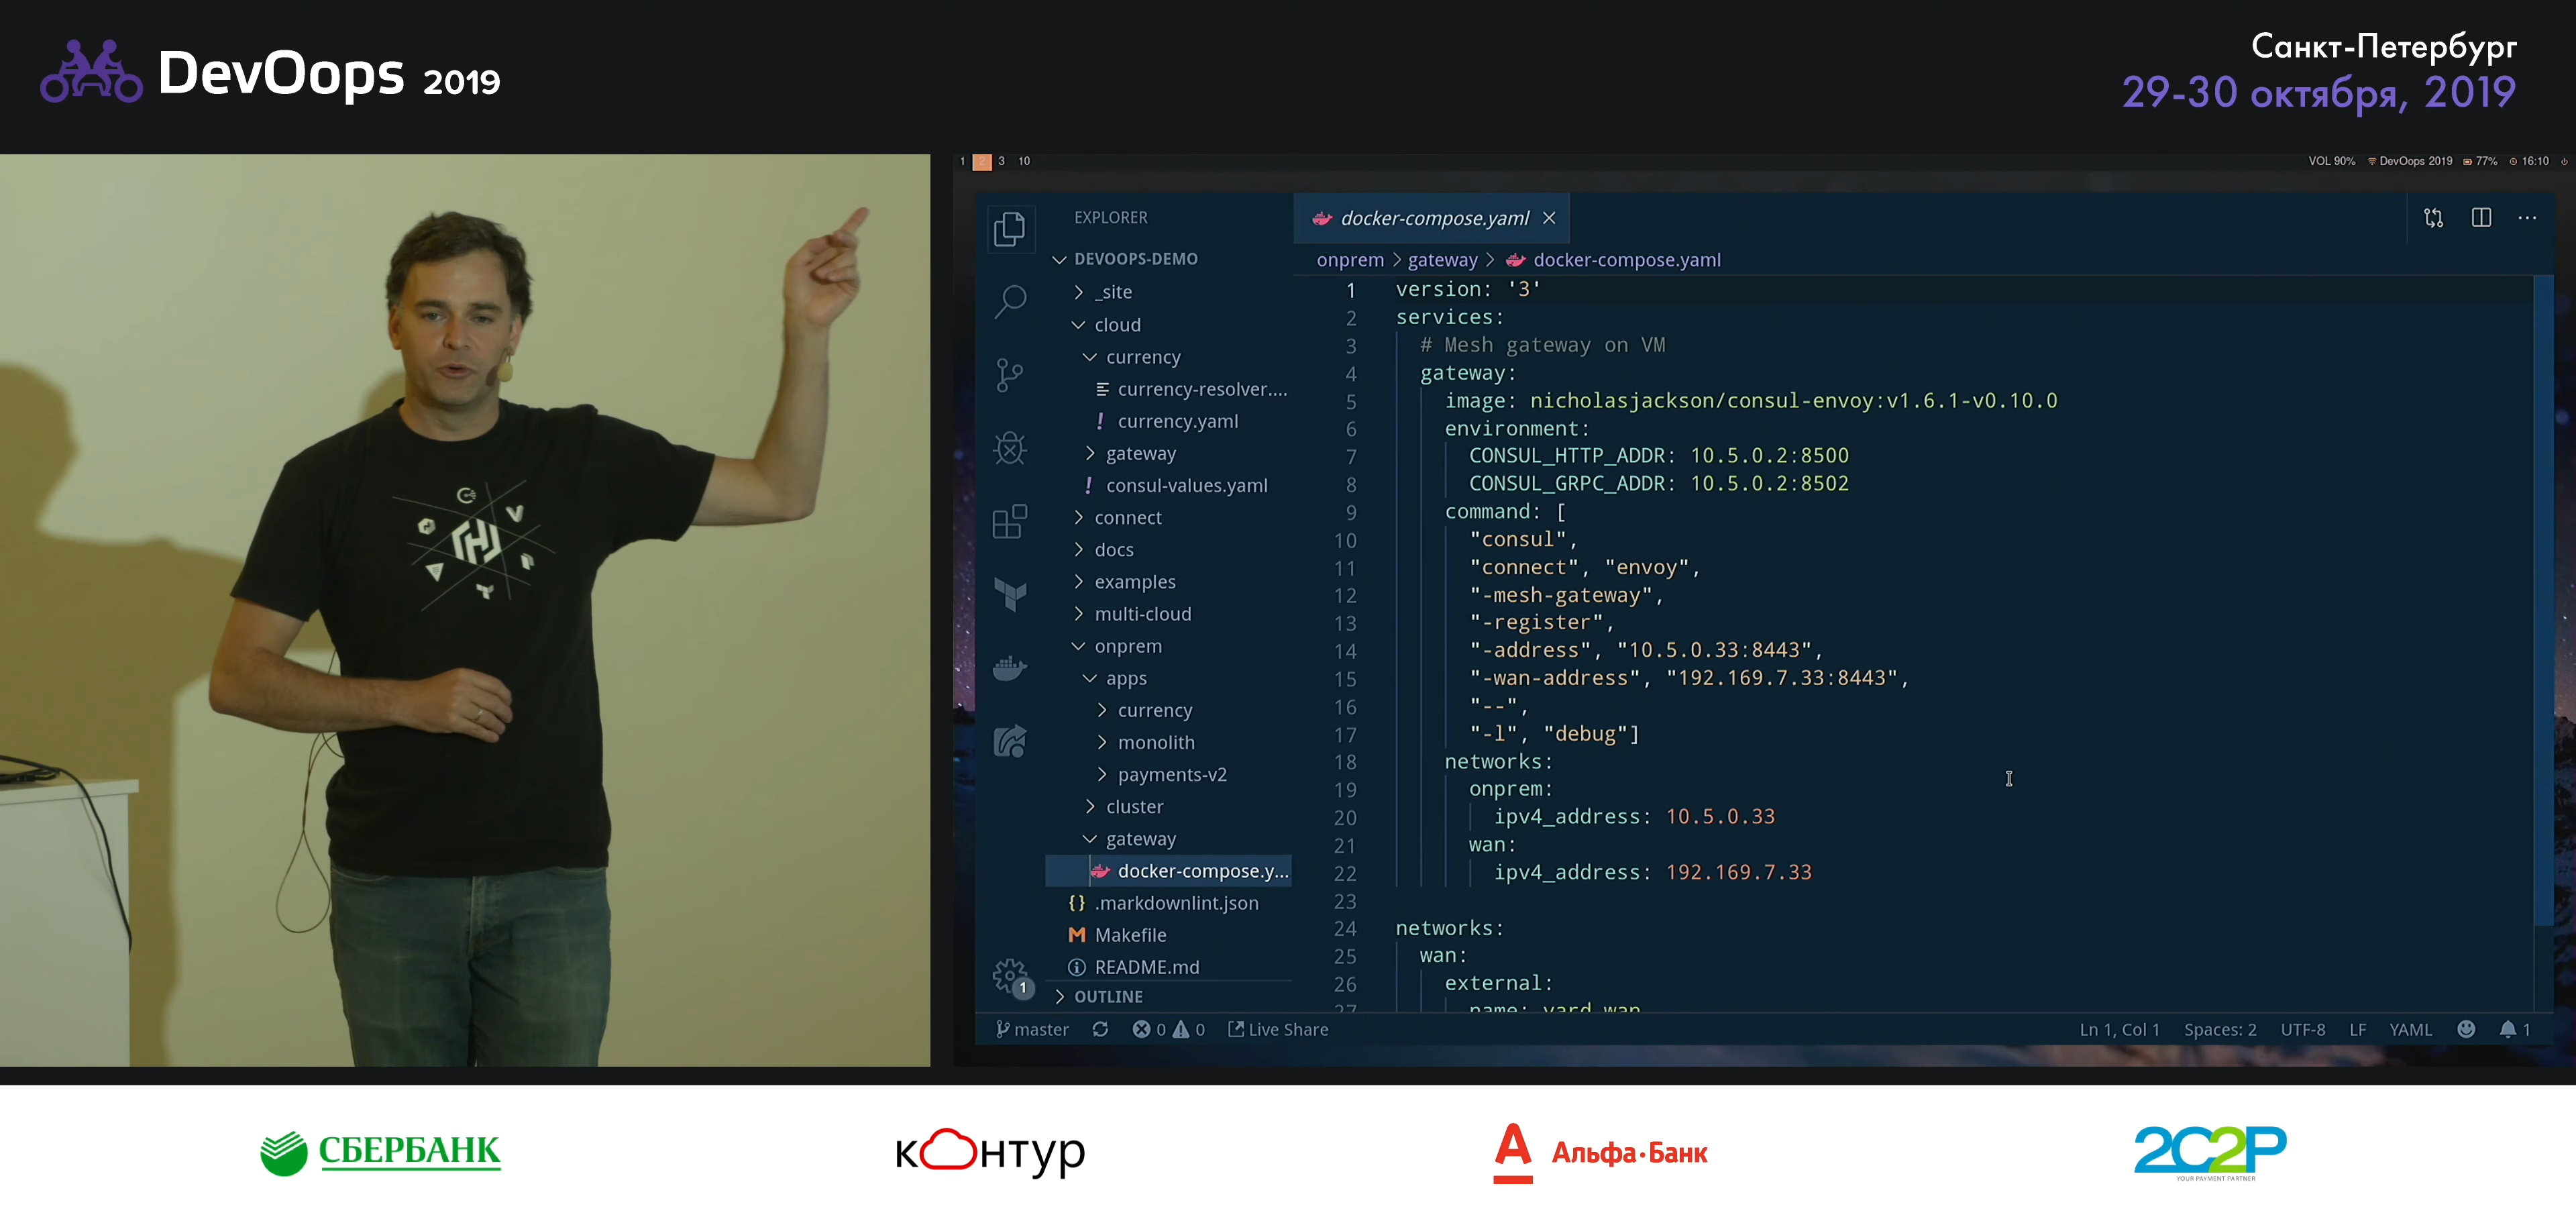 DevOops 2019
Санкт-Петербург
29-30 октября, 2019
1 2 3 10
VOL 90% DevOops 2019 77% 16:10
EXPLORER
DEVOOPS-DEMO
_site
cloud
currency
currency-resolver....
currency.yaml
gateway
consul-values.yaml
connect
docs
examples
multi-cloud
onprem
apps
currency
monolith
payments-v2
cluster
gateway
docker-compose.y...
.markdownlint.json
Makefile
README.md
OUTLINE
docker-compose.yaml
onprem > gateway > docker-compose.yaml
1 version: '3'
2 services:
3 # Mesh gateway on VM
4 gateway:
5 image: nicholasjackson/consul-envoy:v1.6.1-v0.10.0
6 environment:
7 CONSUL_HTTP_ADDR: 10.5.0.2:8500
8 CONSUL_GRPC_ADDR: 10.5.0.2:8502
9 command: [
10 "consul",
11 "connect", "envoy",
12 "-mesh-gateway",
13 "-register",
14 "-address", "10.5.0.33:8443",
15 "-wan-address", "192.169.7.33:8443",
16 "--",
17 "-l", "debug"]
18 networks:
19 onprem:
20 ipv4_address: 10.5.0.33
21 wan:
22 ipv4_address: 192.169.7.33
23
24 networks:
25 wan:
26 external:
27 name: yard_wan
1
master 0 0 Live Share
Ln 1, Col 1 Spaces: 2 UTF-8 LF YAML 1
СБЕРБАНК
контур
А Альфа·Банк
2C2P
YOUR PAYMENT PARTNER